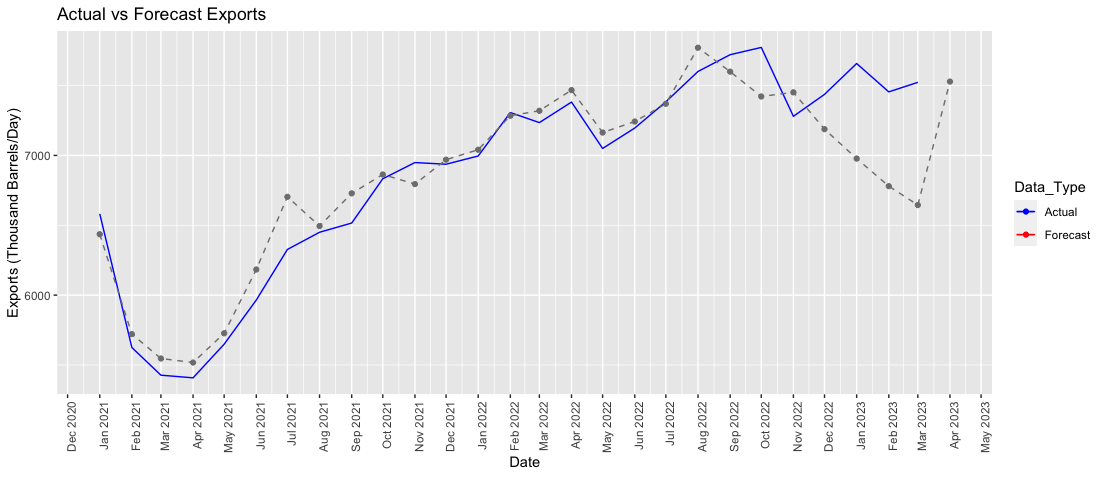 Actual vs Forecast Exports
Exports (Thousand Barrels/Day)
7000
6000
Dec 2020
Jan 2021
Feb 2021
Mar 2021
Apr 2021
May 2021
Jun 2021
Jul 2021
Aug 2021
Sep 2021
Oct 2021
Nov 2021
Dec 2021
Jan 2022
Feb 2022
Mar 2022
Apr 2022
May 2022
Jun 2022
Jul 2022
Aug 2022
Sep 2022
Oct 2022
Nov 2022
Dec 2022
Jan 2023
Feb 2023
Mar 2023
Apr 2023
May 2023
Date
Data_Type
Actual
Forecast